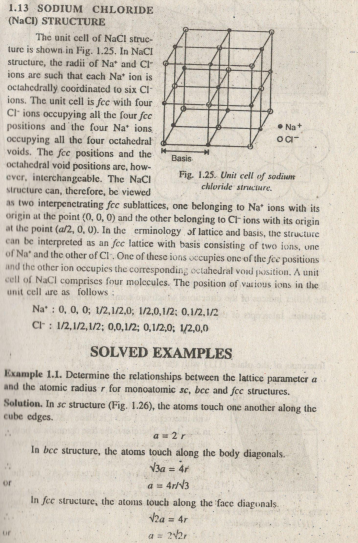 1.13 SODIUM CHLORIDE
(NaCl) STRUCTURE
The unit cell of NaCl struc-
ture is shown in Fig. 1.25. In NaCl
structure, the radii of Na⁺ and Cl⁻
ions are such that each Na⁺ ion is
octahedrally coordinated to six Cl⁻
ions. The unit cell is fcc with four
Cl⁻ ions occupying all the four fcc
positions and the four Na⁺ ions
occupying all the four octahedral
voids. The fcc positions and the
octahedral void positions are, how-
ever, interchangeable. The NaCl
structure can, therefore, be viewed
Basis
Na⁺
Cl⁻
Fig. 1.25. Unit cell of sodium
chloride structure.
as two interpenetrating fcc sublattices, one belonging to Na⁺ ions with its
origin at the point (0, 0, 0) and the other belonging to Cl⁻ ions with its origin
at the point (a/2, 0, 0). In the erminology of lattice and basis, the structure
can be interpreted as an fcc lattice with basis consisting of two ions, one
of Na⁺ and the other of Cl⁻. One of these ions occupies one of the fcc positions
and the other ion occupies the corresponding octahedral void position. A unit
cell of NaCl comprises four molecules. The position of various ions in the
unit cell are as follows :
Na⁺ : 0, 0, 0; 1/2,1/2,0; 1/2,0,1/2; 0,1/2,1/2
Cl⁻ : 1/2,1/2,1/2; 0,0,1/2; 0,1/2,0; 1/2,0,0
SOLVED EXAMPLES
Example 1.1. Determine the relationships between the lattice parameter a
and the atomic radius r for monoatomic sc, bcc and fcc structures.
Solution. In sc structure (Fig. 1.26), the atoms touch one another along the
cube edges.
∴ a = 2 r
In bcc structure, the atoms touch along the body diagonals.
∴ √3a = 4r
or a = 4r/√3
In fcc structure, the atoms touch along the face diagonals.
√2a = 4r
or a = 2√2r